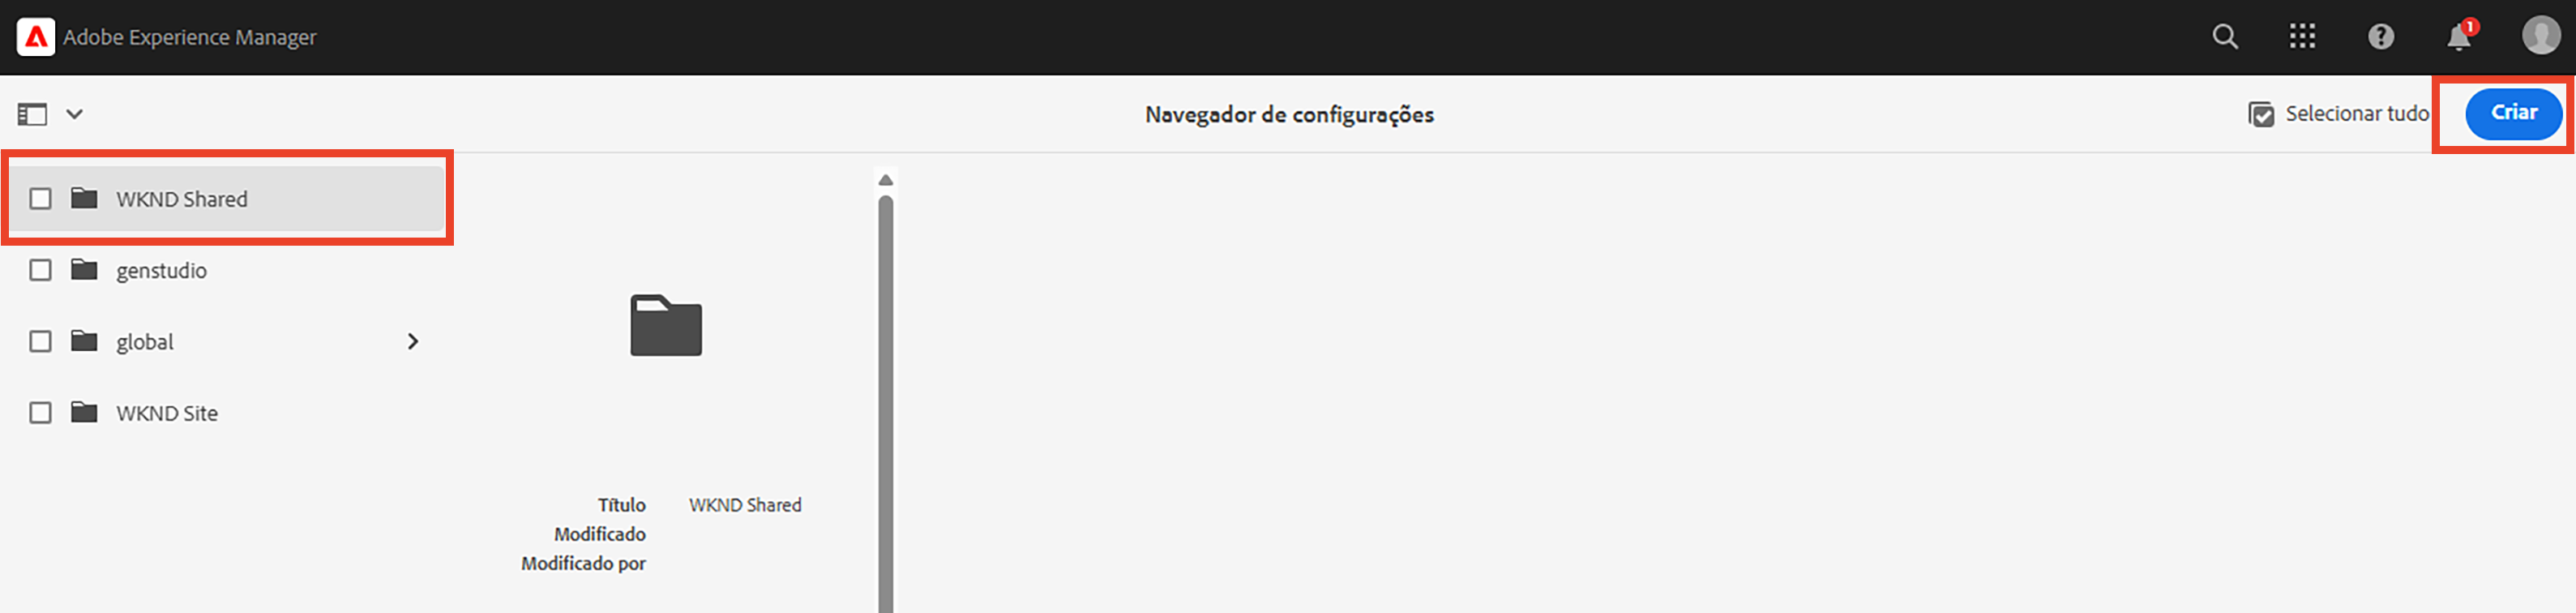 Adobe Experience Manager
1
Navegador de configurações
Selecionar tudo
Criar
WKND Shared
genstudio
global
WKND Site
Título WKND Shared
Modificado
Modificado por